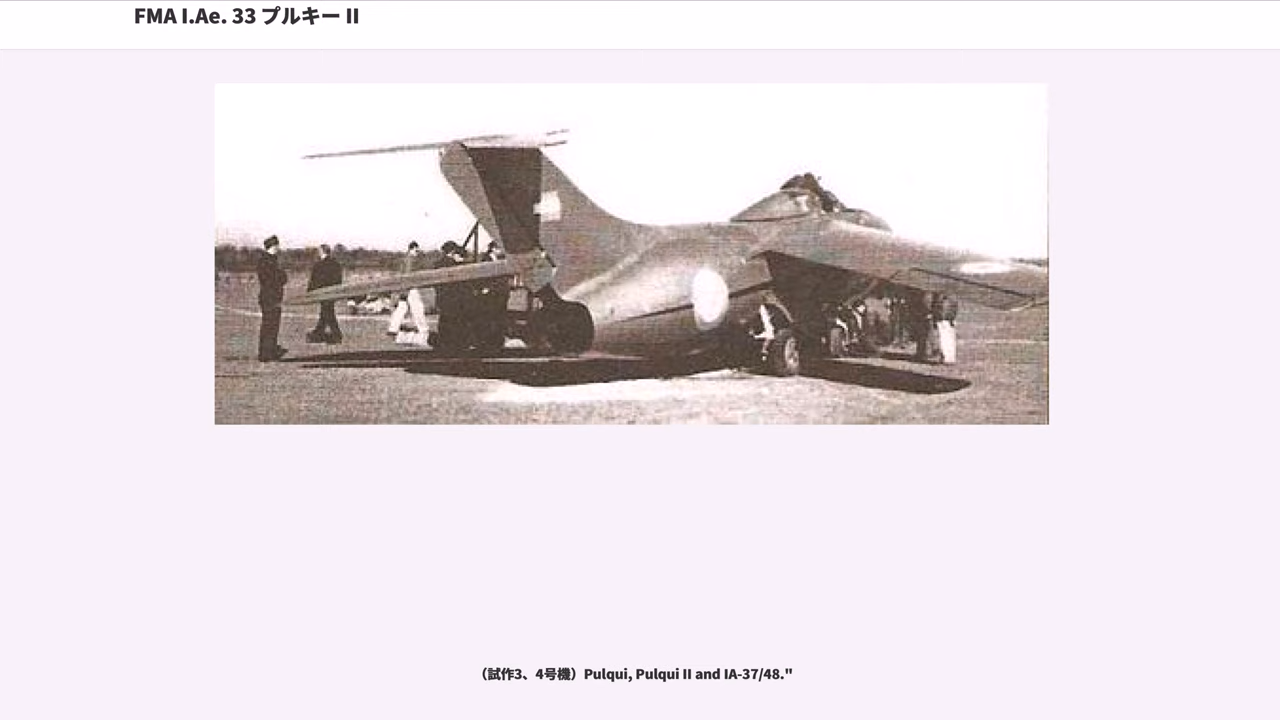 FMA I.Ae. 33 プルキー II
（試作3、4号機）Pulqui, Pulqui II and IA-37/48."